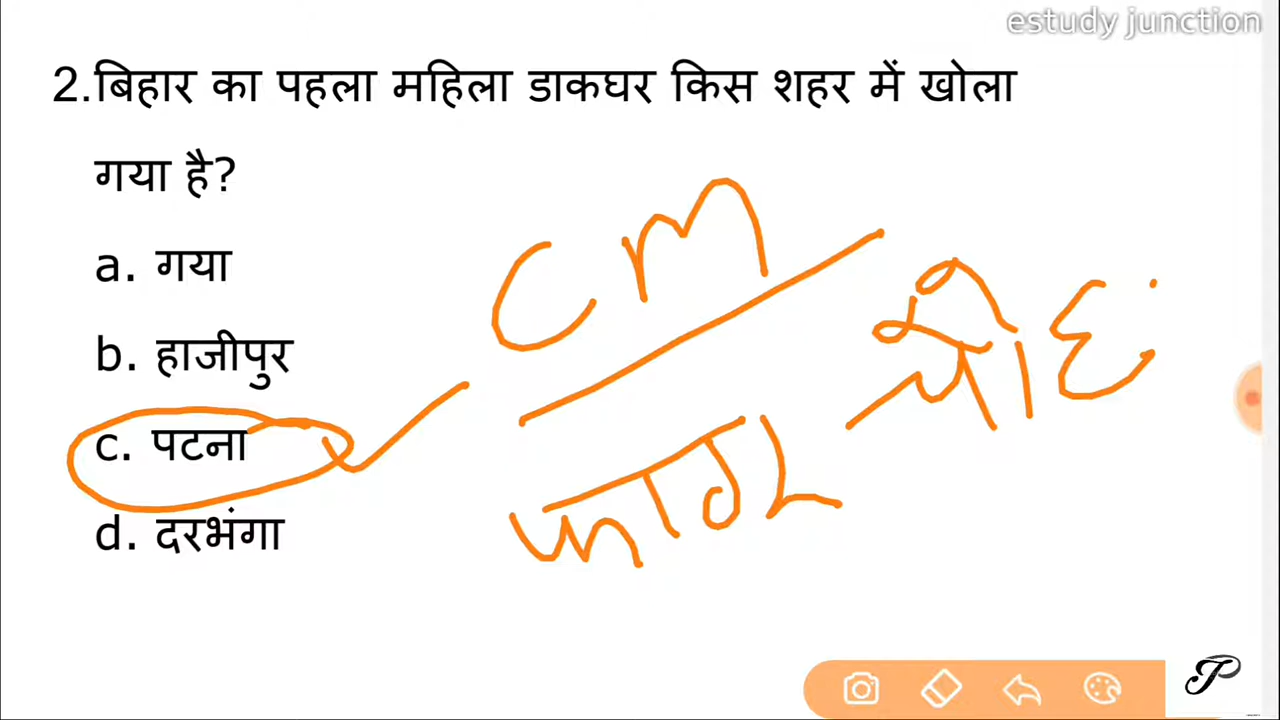 estudy junction
2.बिहार का पहला महिला डाकघर किस शहर में खोला
गया है?
a. गया
b. हाजीपुर
c. पटना
d. दरभंगा
cm